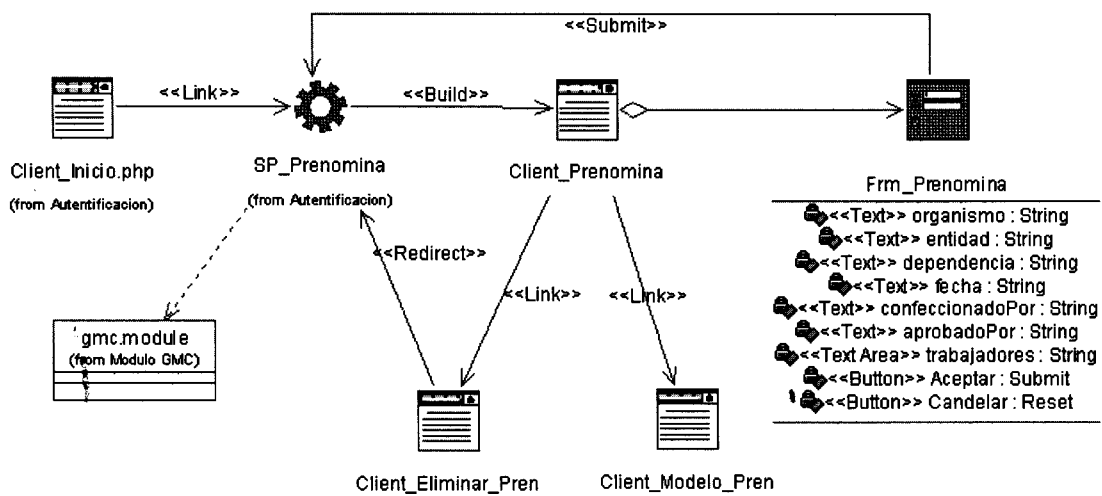 <<Submit>>
<<Link>>
<<Build>>
Client_Inicio.php
(from Autentificacion)
SP_Prenomina
(from Autentificacion)
Client_Prenomina
Frm_Prenomina
<<Text>> organismo : String
<<Text>> entidad : String
<<Text>> dependencia : String
<<Text>> fecha : String
<<Text>> confeccionadoPor : String
<<Text>> aprobadoPor : String
<<Text Area>> trabajadores : String
<<Button>> Aceptar : Submit
<<Button>> Candelar : Reset
<<Redirect>>
<<Link>>
<<Link>>
gmc.module
(from Modulo GMC)
Client_Eliminar_Pren
Client_Modelo_Pren